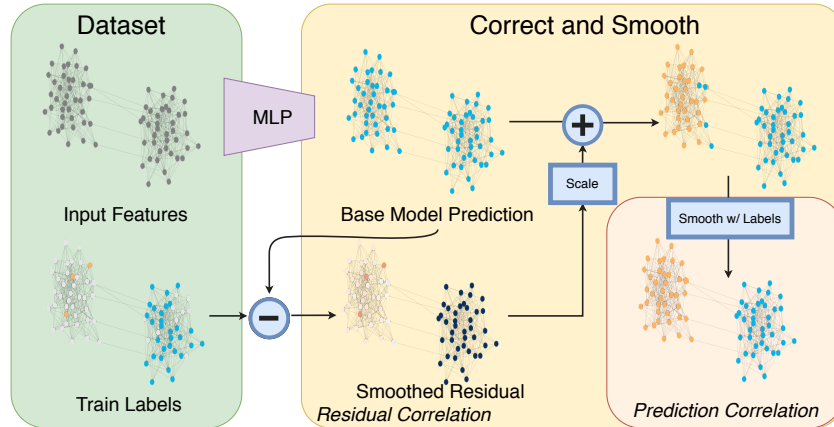 Dataset
Correct and Smooth
MLP
+
Scale
Input Features
Base Model Prediction
Smooth w/ Labels
−
Train Labels
Smoothed Residual
Residual Correlation
Prediction Correlation